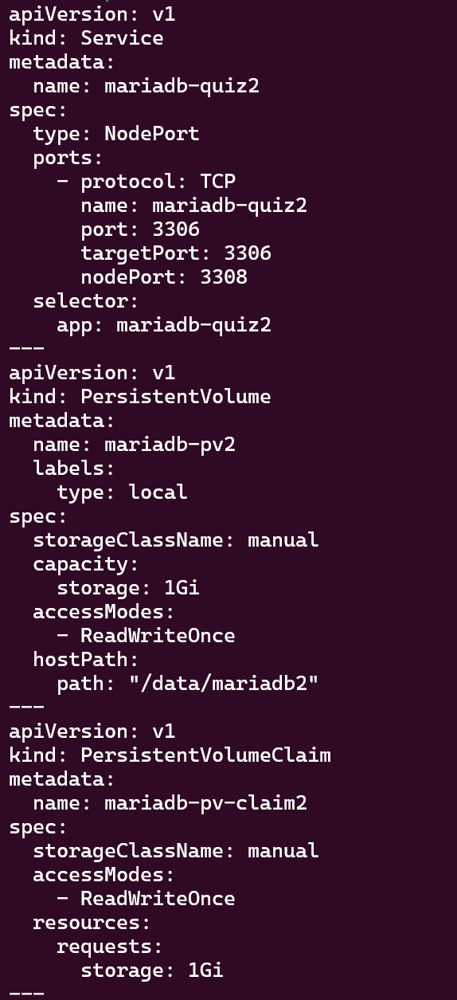 apiVersion: v1
kind: Service
metadata:
  name: mariadb-quiz2
spec:
  type: NodePort
  ports:
    - protocol: TCP
      name: mariadb-quiz2
      port: 3306
      targetPort: 3306
      nodePort: 3308
  selector:
    app: mariadb-quiz2
---
apiVersion: v1
kind: PersistentVolume
metadata:
  name: mariadb-pv2
  labels:
    type: local
spec:
  storageClassName: manual
  capacity:
    storage: 1Gi
  accessModes:
    - ReadWriteOnce
  hostPath:
    path: "/data/mariadb2"
---
apiVersion: v1
kind: PersistentVolumeClaim
metadata:
  name: mariadb-pv-claim2
spec:
  storageClassName: manual
  accessModes:
    - ReadWriteOnce
  resources:
    requests:
      storage: 1Gi
---